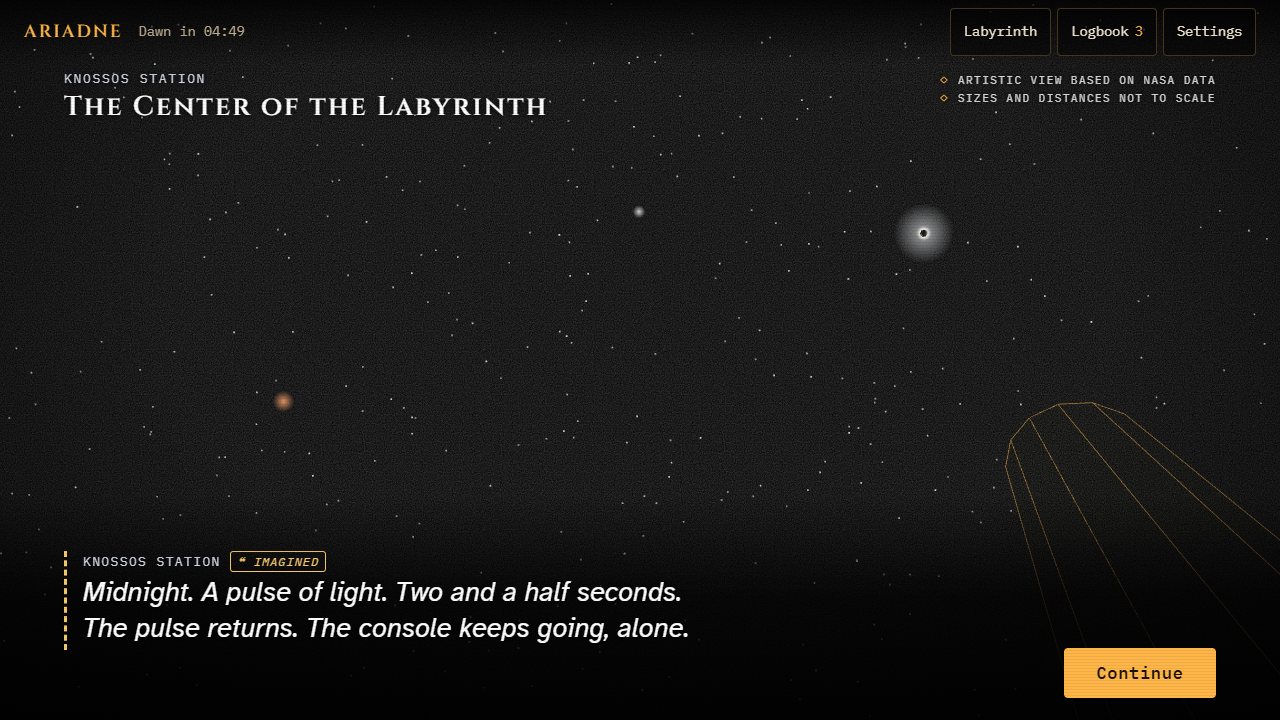 ARIADNE Dawn in 04:49
Labyrinth Logbook 3 Settings
KNOSSOS STATION
The Center of the Labyrinth
◇ ARTISTIC VIEW BASED ON NASA DATA
◇ SIZES AND DISTANCES NOT TO SCALE
KNOSSOS STATION ❝ IMAGINED
Midnight. A pulse of light. Two and a half seconds.
The pulse returns. The console keeps going, alone.
Continue